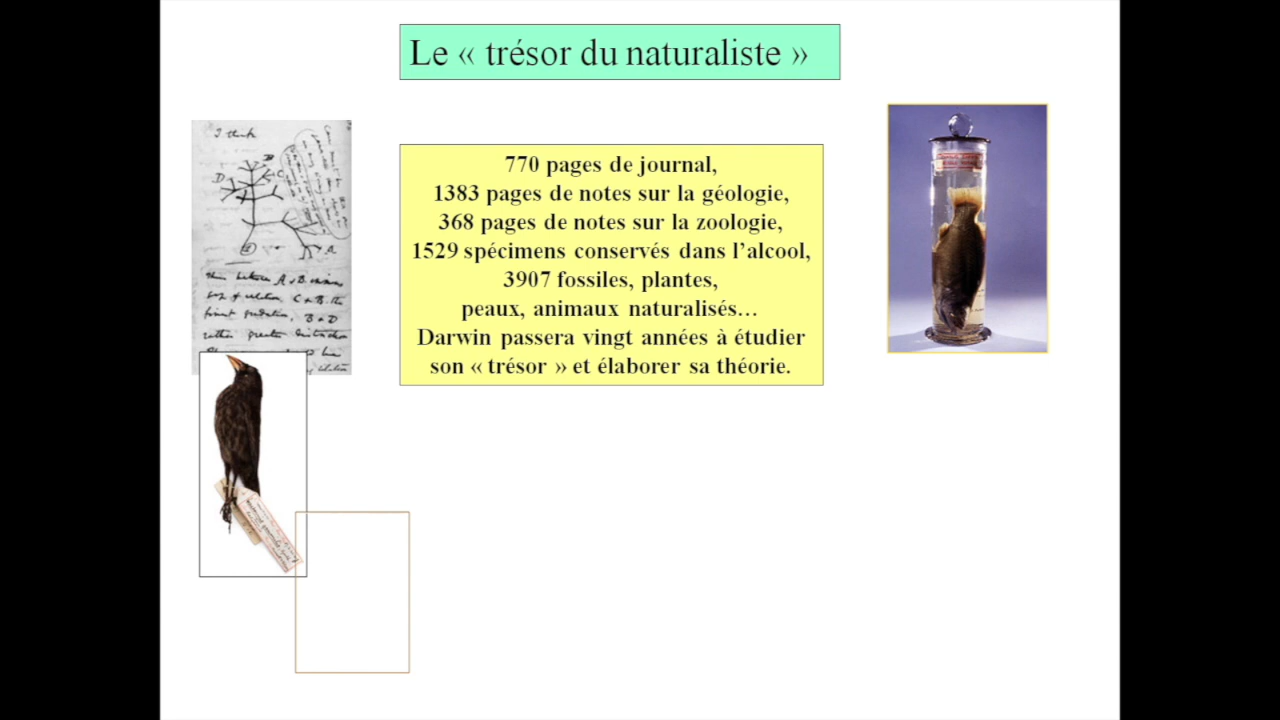 Le « trésor du naturaliste »
I think
770 pages de journal,
1383 pages de notes sur la géologie,
368 pages de notes sur la zoologie,
1529 spécimens conservés dans l’alcool,
3907 fossiles, plantes,
peaux, animaux naturalisés…
Darwin passera vingt années à étudier
son « trésor » et élaborer sa théorie.